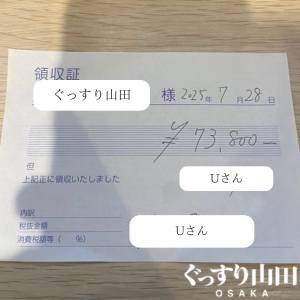 領収証
ぐっすり山田 様 2025年 7月 28日
¥73,800-
但
Uさん
上記正に領収いたしました
内訳
Uさん
税抜金額
消費税額等( %)
ぐっすり山田
OSAKA